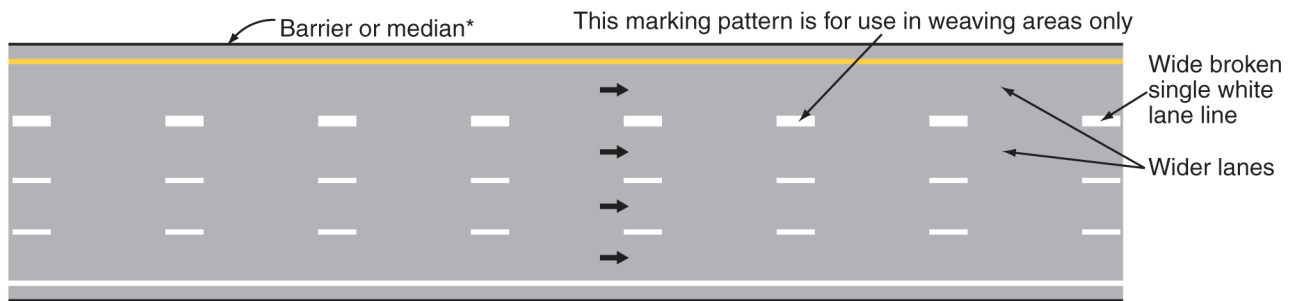 Barrier or median*
This marking pattern is for use in weaving areas only
Wide broken
single white
lane line
Wider lanes